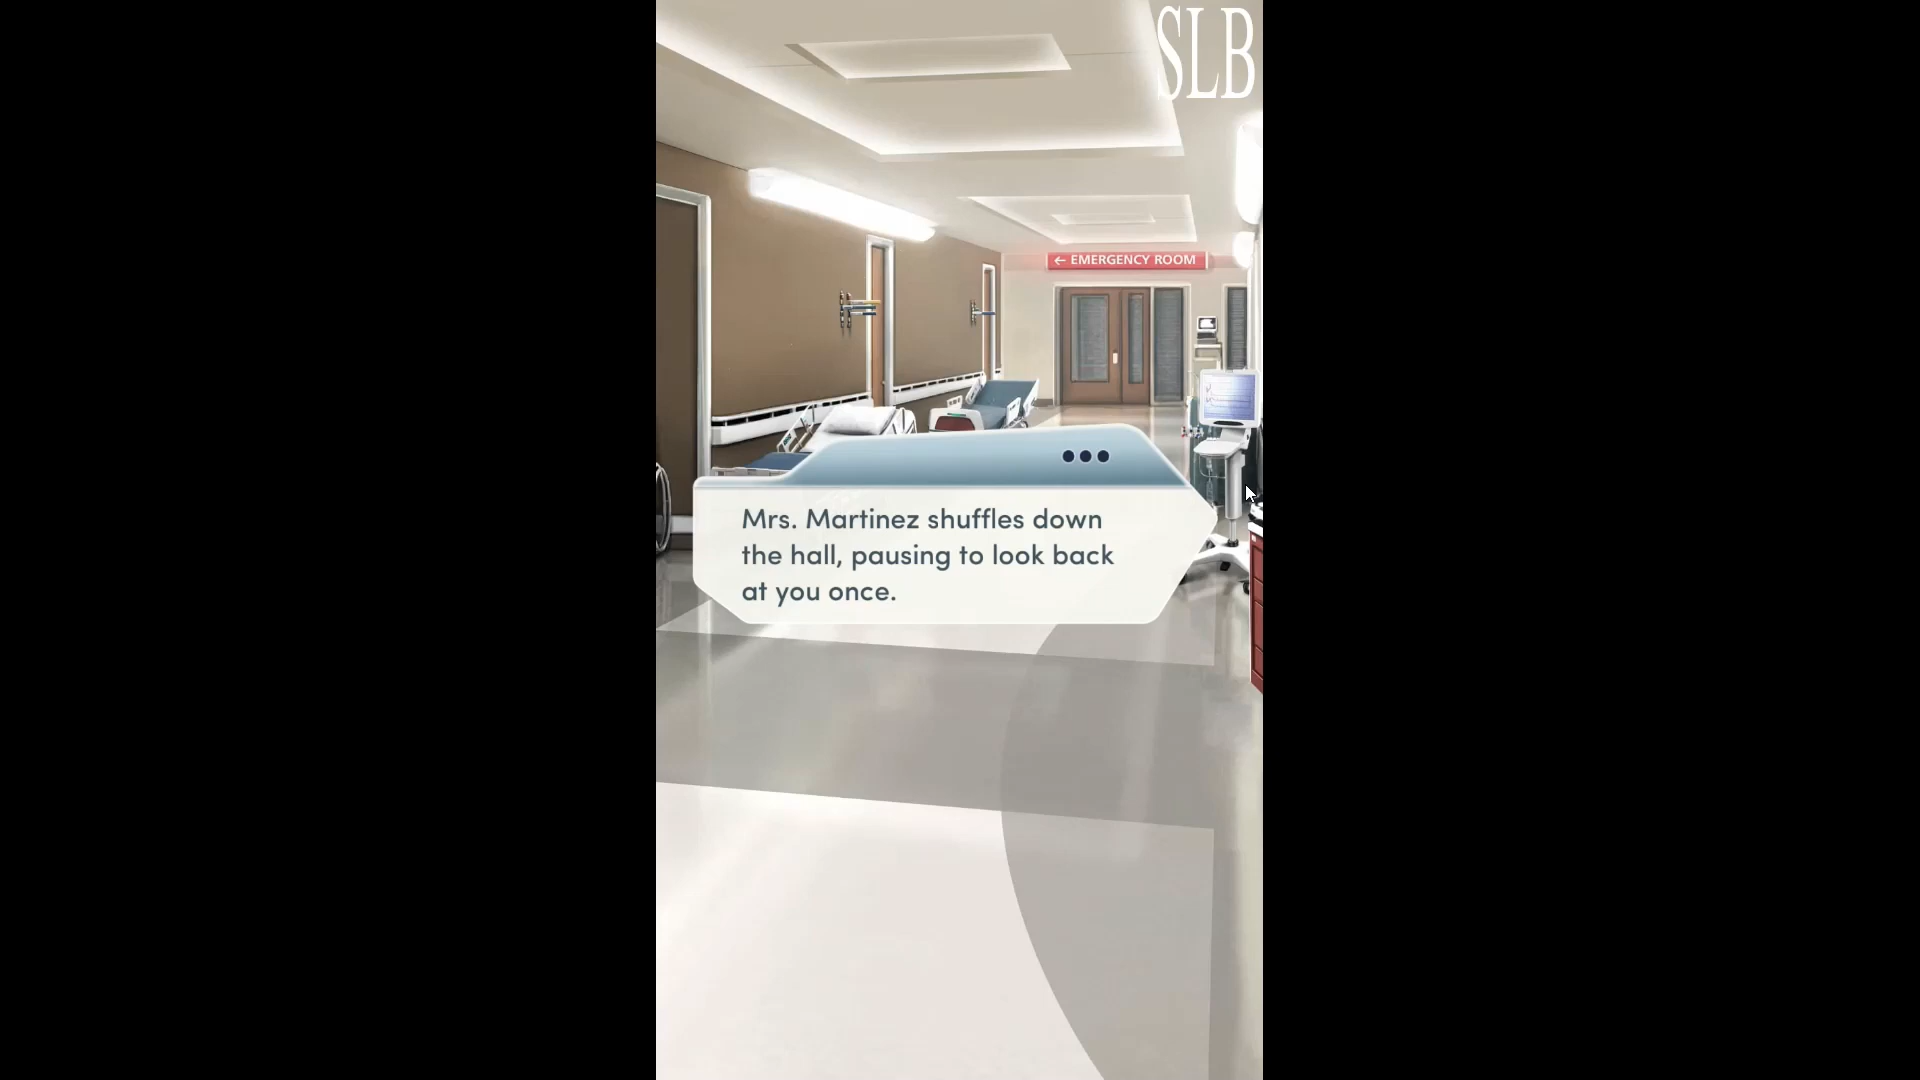 SLB
← EMERGENCY ROOM
Mrs. Martinez shuffles down
the hall, pausing to look back
at you once.